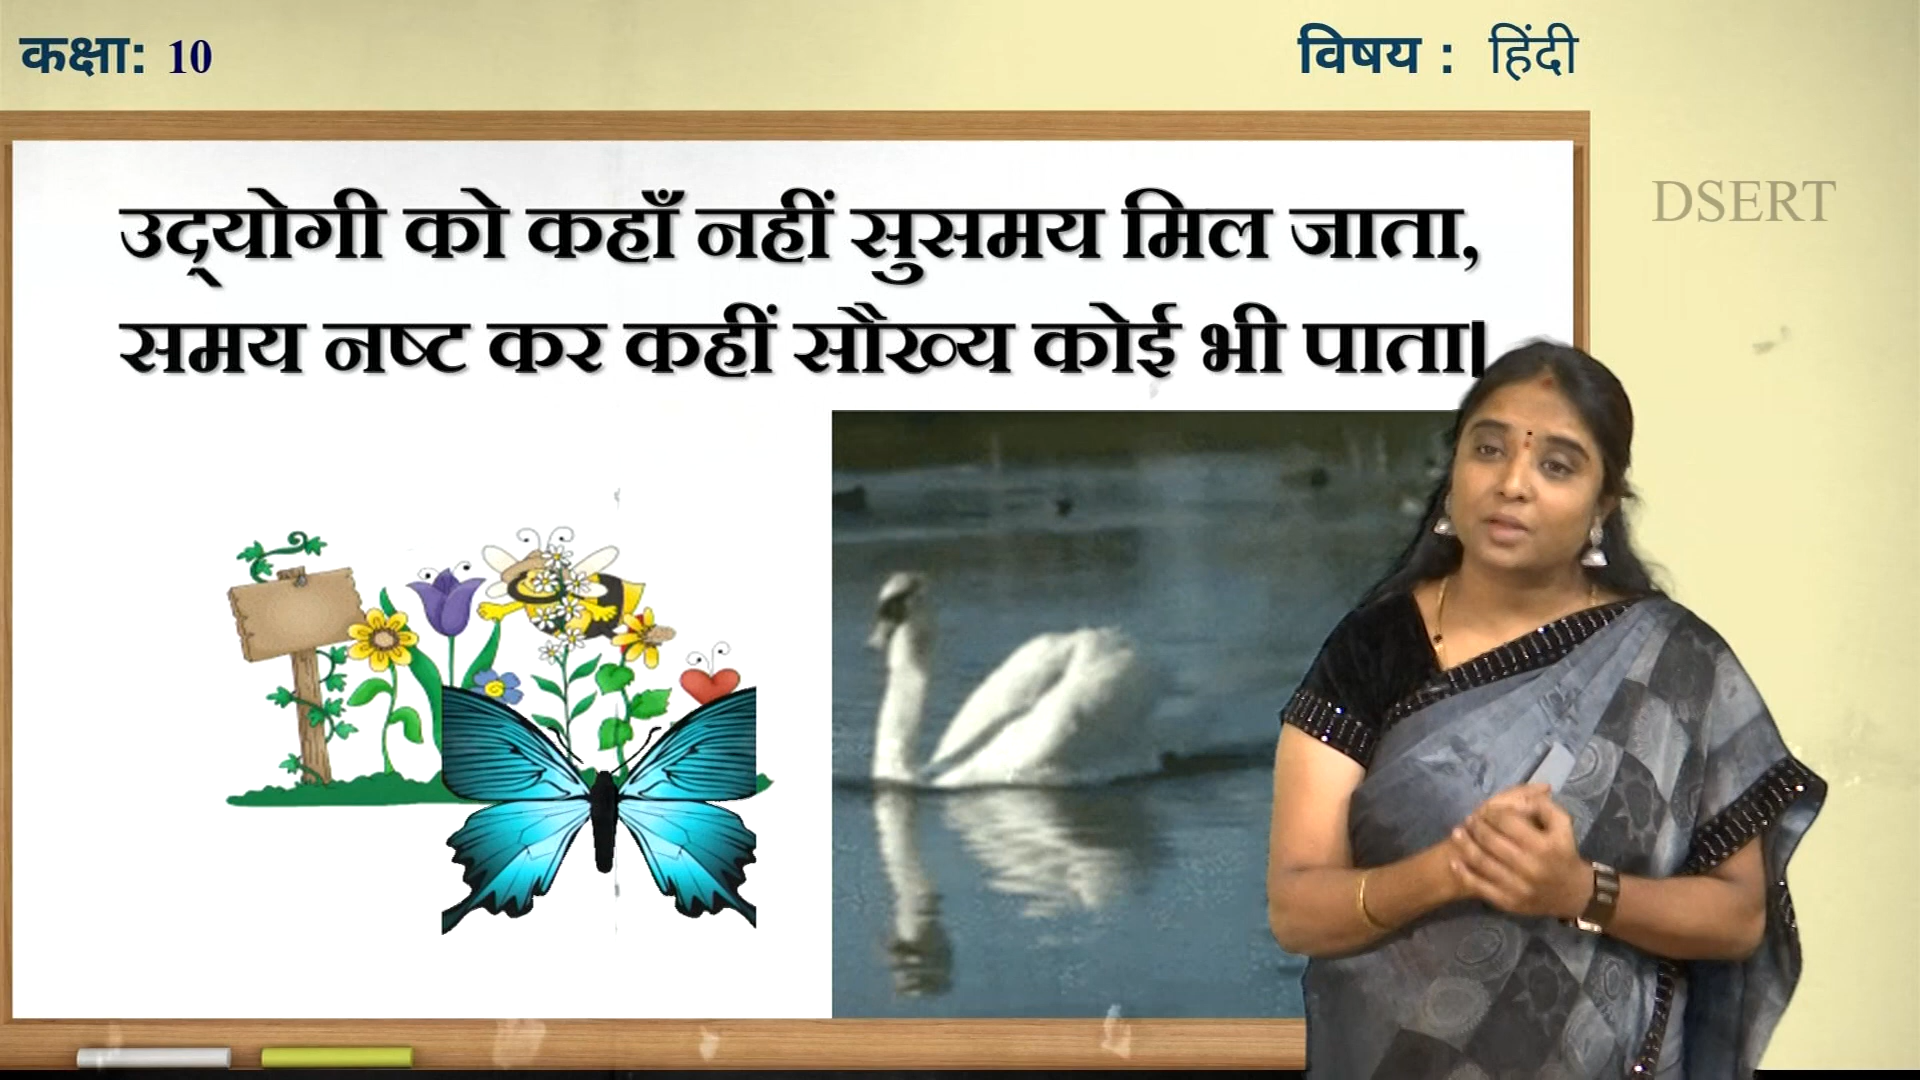 कक्षा: 10
विषय : हिंदी
DSERT
उद्‌योगी को कहाँ नहीं सुसमय मिल जाता,
समय नष्ट कर कहीं सौख्य कोई भी पाता।